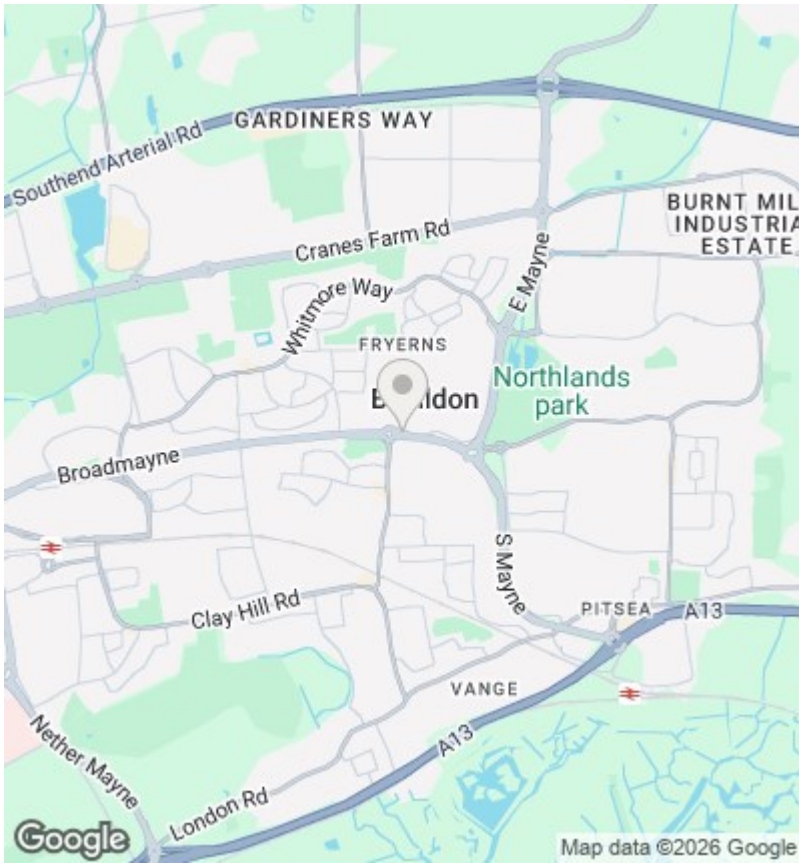 GARDINERS WAY
Southend Arterial Rd
BURNT MIL
INDUSTRIA
ESTATE
Cranes Farm Rd
E Mayne
Whitmore Way
FRYERNS
Northlands
park
B ildon
Broadmayne
S Mayne
Clay Hill Rd
PITSEA
A13
VANGE
Nether Mayne
A13
London Rd
Google
Map data ©2026 Google